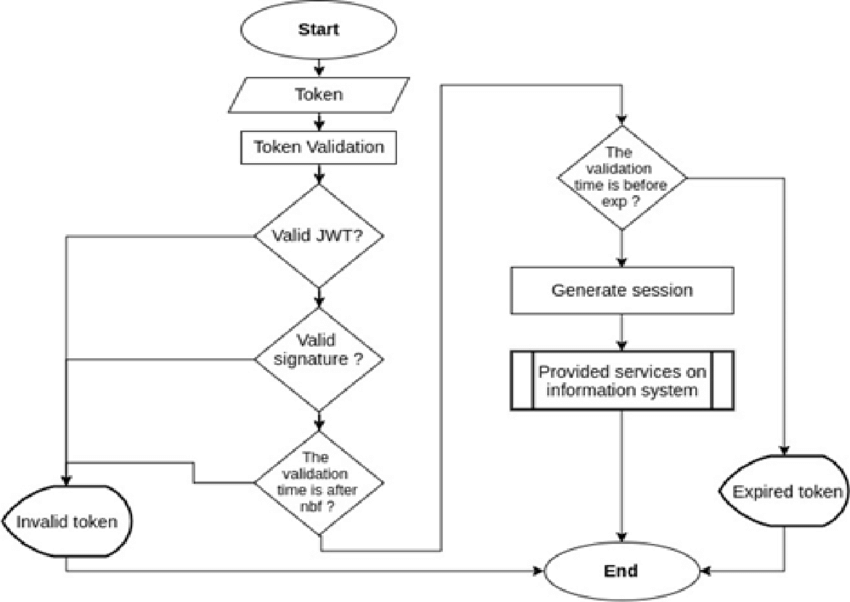 Start
Token
Token Validation
Valid JWT?
Valid
signature ?
The
validation
time is after
nbf ?
Invalid token
The
validation
time is before
exp ?
Generate session
Provided services on
information system
Expired token
End